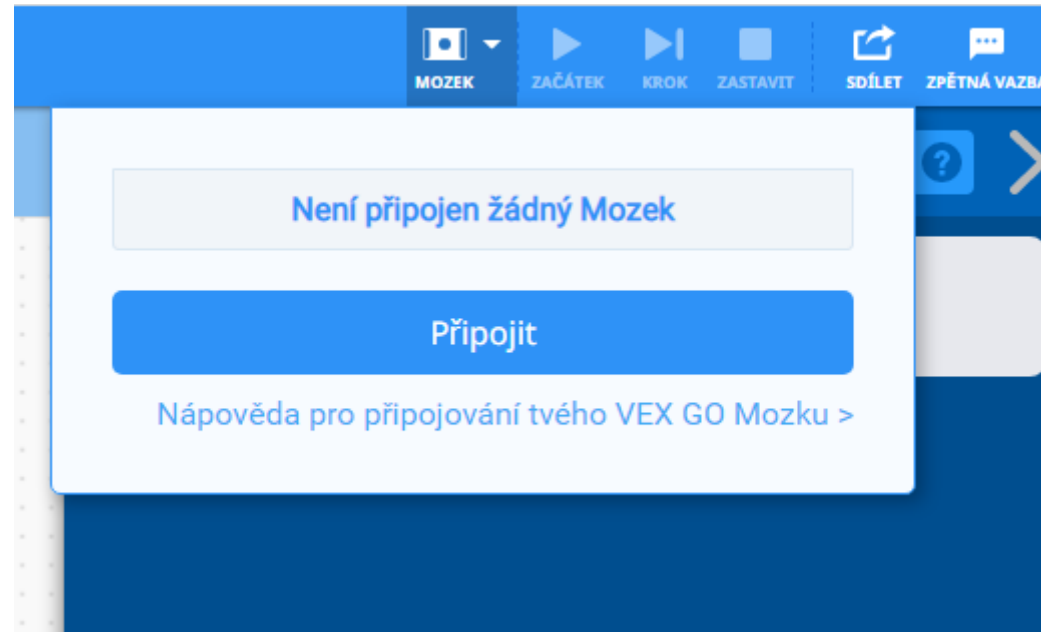 MOZEK
ZAČÁTEK
KROK
ZASTAVIT
SDÍLET
ZPĚTNÁ VAZBA
?
Není připojen žádný Mozek
Připojit
Nápověda pro připojování tvého VEX GO Mozku >